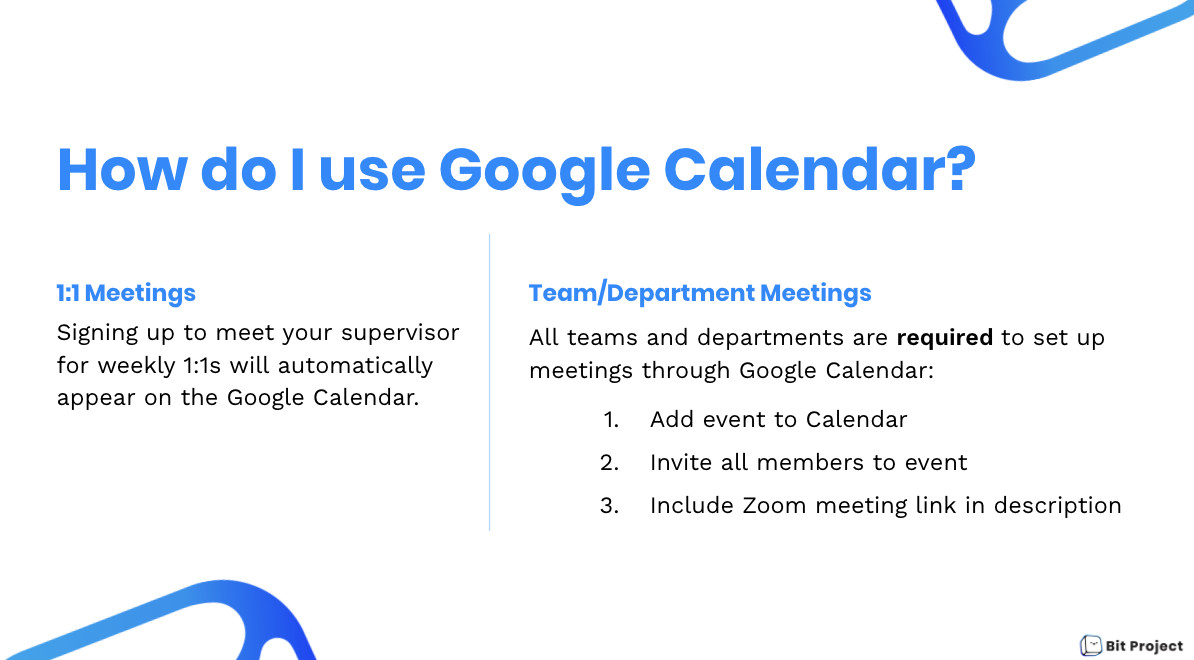 How do I use Google Calendar?
1:1 Meetings
Signing up to meet your supervisor
for weekly 1:1s will automatically
appear on the Google Calendar.
Team/Department Meetings
All teams and departments are required to set up
meetings through Google Calendar:
1. Add event to Calendar
2. Invite all members to event
3. Include Zoom meeting link in description
Bit Project